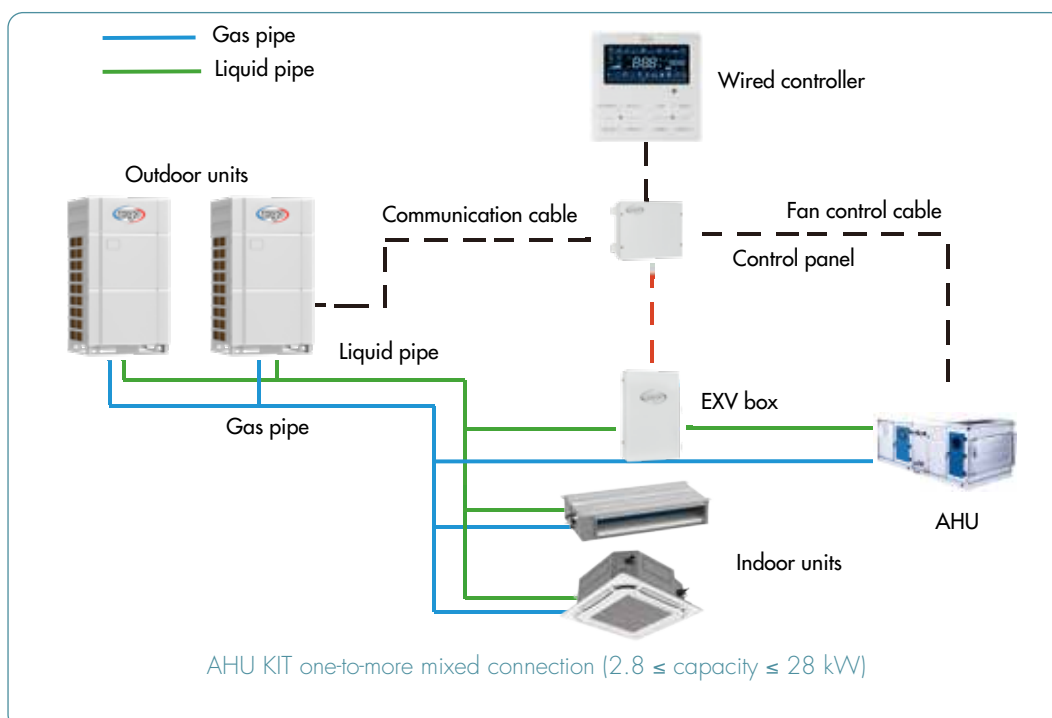 Gas pipe
Liquid pipe
Wired controller
Outdoor units
Communication cable
Fan control cable
Control panel
Liquid pipe
Gas pipe
EXV box
AHU
Indoor units
AHU KIT one-to-more mixed connection (2.8 ≤ capacity ≤ 28 kW)